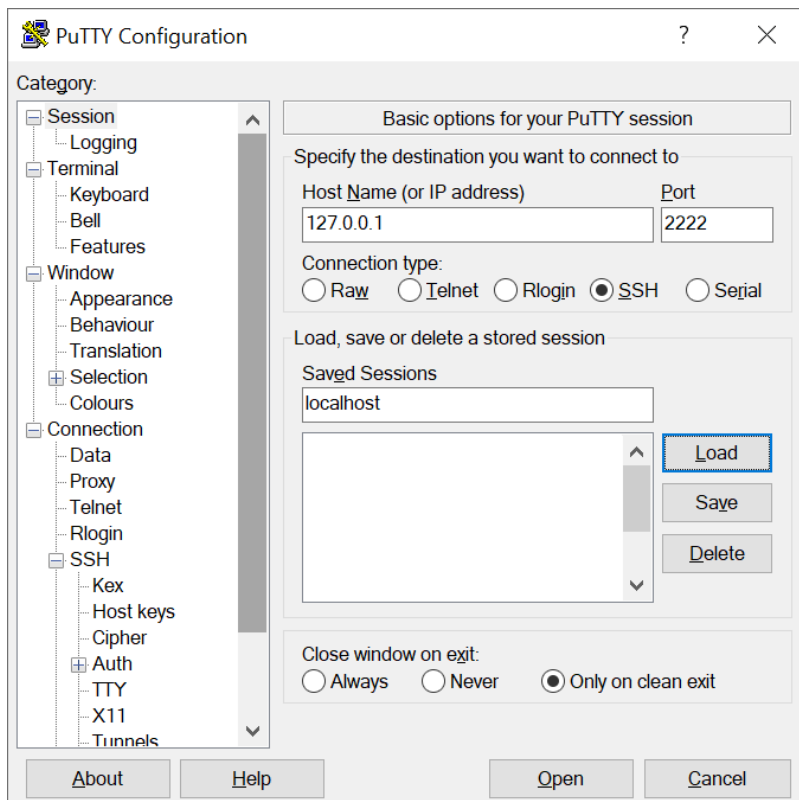 PuTTY Configuration
?
Category:
Session
Logging
Terminal
Keyboard
Bell
Features
Window
Appearance
Behaviour
Translation
Selection
Colours
Connection
Data
Proxy
Telnet
Rlogin
SSH
Kex
Host keys
Cipher
Auth
TTY
X11
Tunnels
Basic options for your PuTTY session
Specify the destination you want to connect to
Host Name (or IP address) Port
127.0.0.1 2222
Connection type:
Raw Telnet Rlogin SSH Serial
Load, save or delete a stored session
Saved Sessions
localhost
Load
Save
Delete
Close window on exit:
Always Never Only on clean exit
About Help Open Cancel